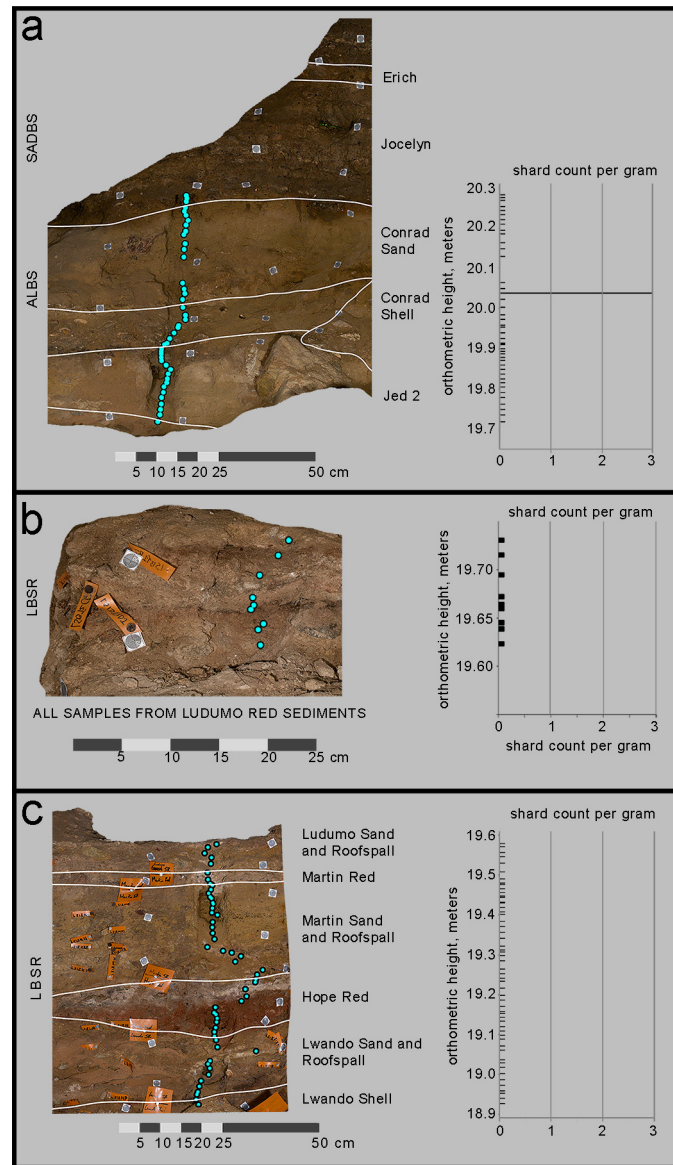 a
SADBS
ALBS
Erich
Jocelyn
Conrad
Sand
Conrad
Shell
Jed 2
5 10 15 20 25 50 cm
shard count per gram
orthometric height, meters
20.3
20.2
20.1
20.0
19.9
19.8
19.7
0 1 2 3
b
LBSR
ALL SAMPLES FROM LUDUMO RED SEDIMENTS
5 10 15 20 25 cm
shard count per gram
orthometric height, meters
19.70
19.65
19.60
0 1 2 3
shard count per gram
c
LBSR
Ludumo Sand
and Roofspall
Martin Red
Martin Sand
and Roofspall
Hope Red
Lwando Sand and
Roofspall
Lwando Shell
5 10 15 20 25 50 cm
shard count per gram
orthometric height, meters
19.6
19.5
19.4
19.3
19.2
19.1
19.0
18.9
0 1 2 3